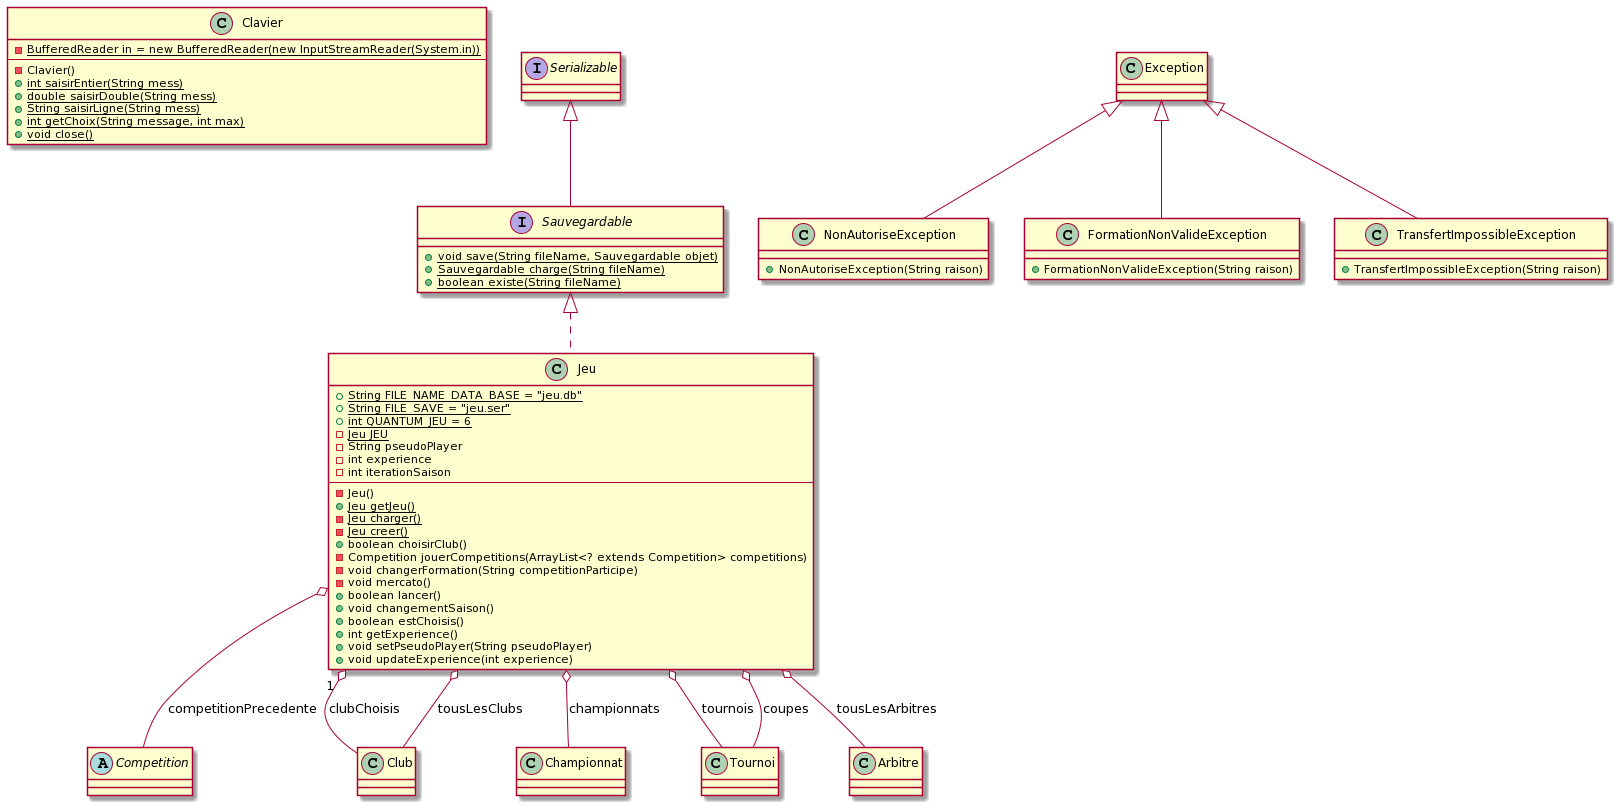 C Clavier
BufferedReader in = new BufferedReader(new InputStreamReader(System.in))
Clavier()
int saisirEntier(String mess)
double saisirDouble(String mess)
String saisirLigne(String mess)
int getChoix(String message, int max)
void close()
I Serializable
C Exception
I Sauvegardable
void save(String fileName, Sauvegardable objet)
Sauvegardable charge(String fileName)
boolean existe(String fileName)
C NonAutoriseException
NonAutoriseException(String raison)
C FormationNonValideException
FormationNonValideException(String raison)
C TransfertImpossibleException
TransfertImpossibleException(String raison)
C Jeu
String FILE_NAME_DATA_BASE = "jeu.db"
String FILE_SAVE = "jeu.ser"
int QUANTUM_JEU = 6
Jeu JEU
String pseudoPlayer
int experience
int iterationSaison
Jeu()
Jeu getJeu()
Jeu charger()
Jeu creer()
boolean choisirClub()
Competition jouerCompetitions(ArrayList<? extends Competition> competitions)
void changerFormation(String competitionParticipe)
void mercato()
boolean lancer()
void changementSaison()
boolean estChoisis()
int getExperience()
void setPseudoPlayer(String pseudoPlayer)
void updateExperience(int experience)
1
competitionPrecedente
clubChoisis
tousLesClubs
championnats
tournois
coupes
tousLesArbitres
A Competition
C Club
C Championnat
C Tournoi
C Arbitre